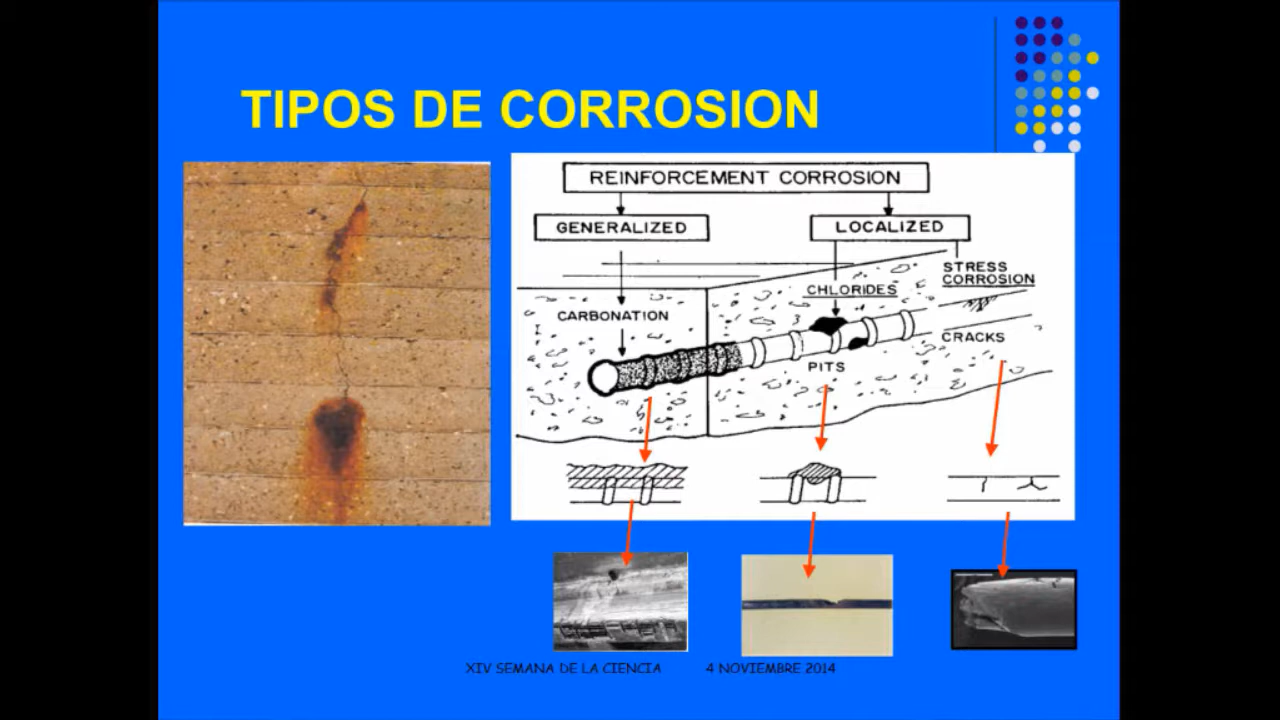 TIPOS DE CORROSION
REINFORCEMENT CORROSION
GENERALIZED
LOCALIZED
STRESS
CORROSION
CHLORIDES
CARBONATION
CRACKS
PITS
XIV SEMANA DE LA CIENCIA 4 NOVIEMBRE 2014